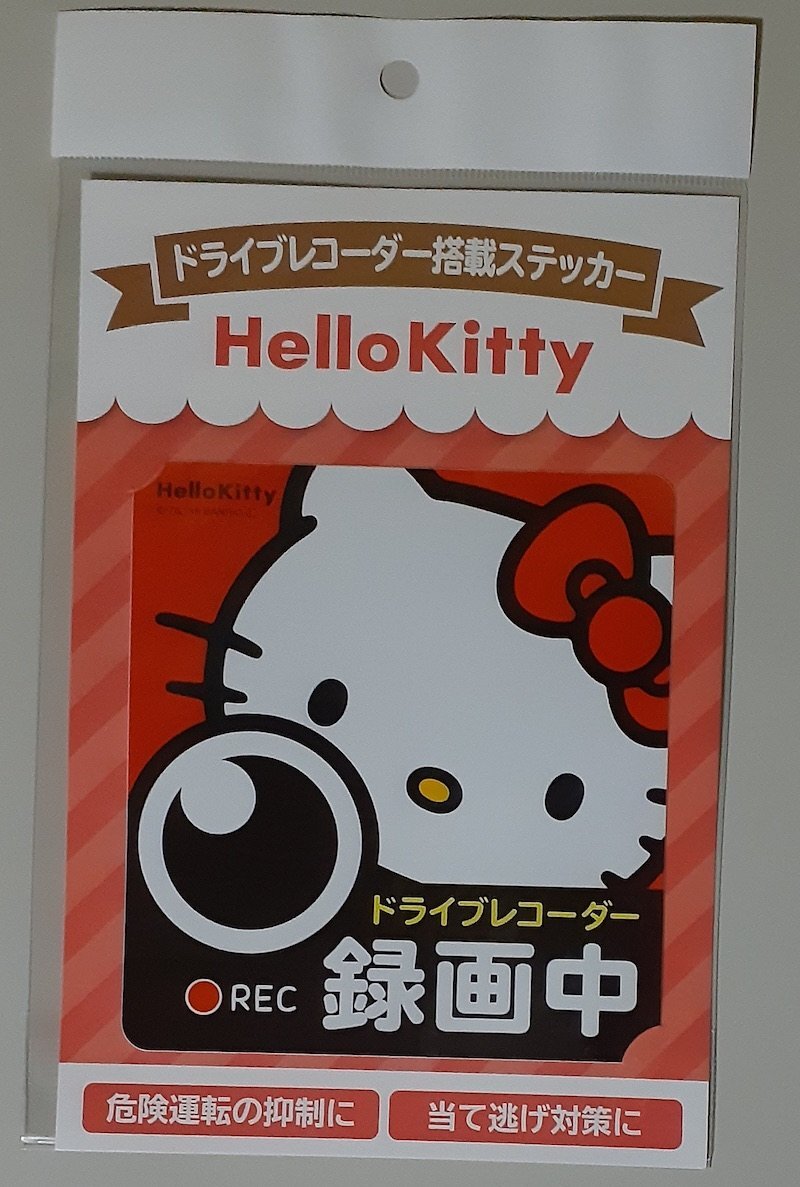 ドライブレコーダー搭載ステッカー
HelloKitty
HelloKitty
ドライブレコーダー
REC 録画中
危険運転の抑制に 当て逃げ対策に